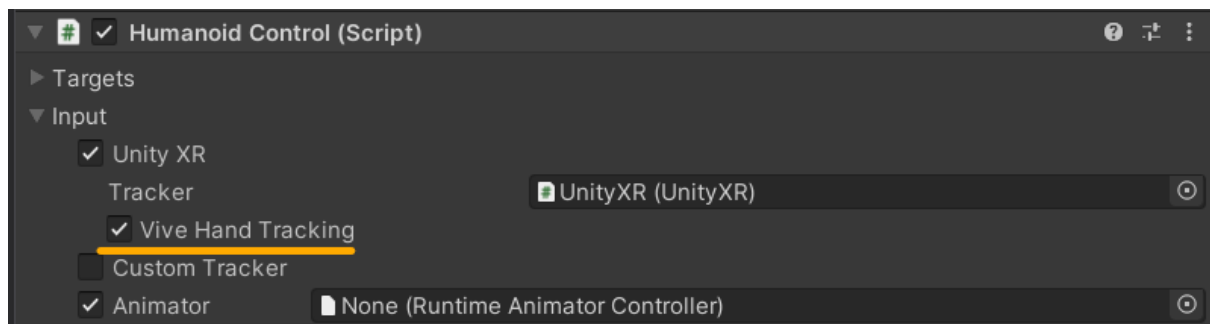 Humanoid Control (Script)
Targets
Input
Unity XR
Tracker # UnityXR (UnityXR)
Vive Hand Tracking
Custom Tracker
Animator None (Runtime Animator Controller)